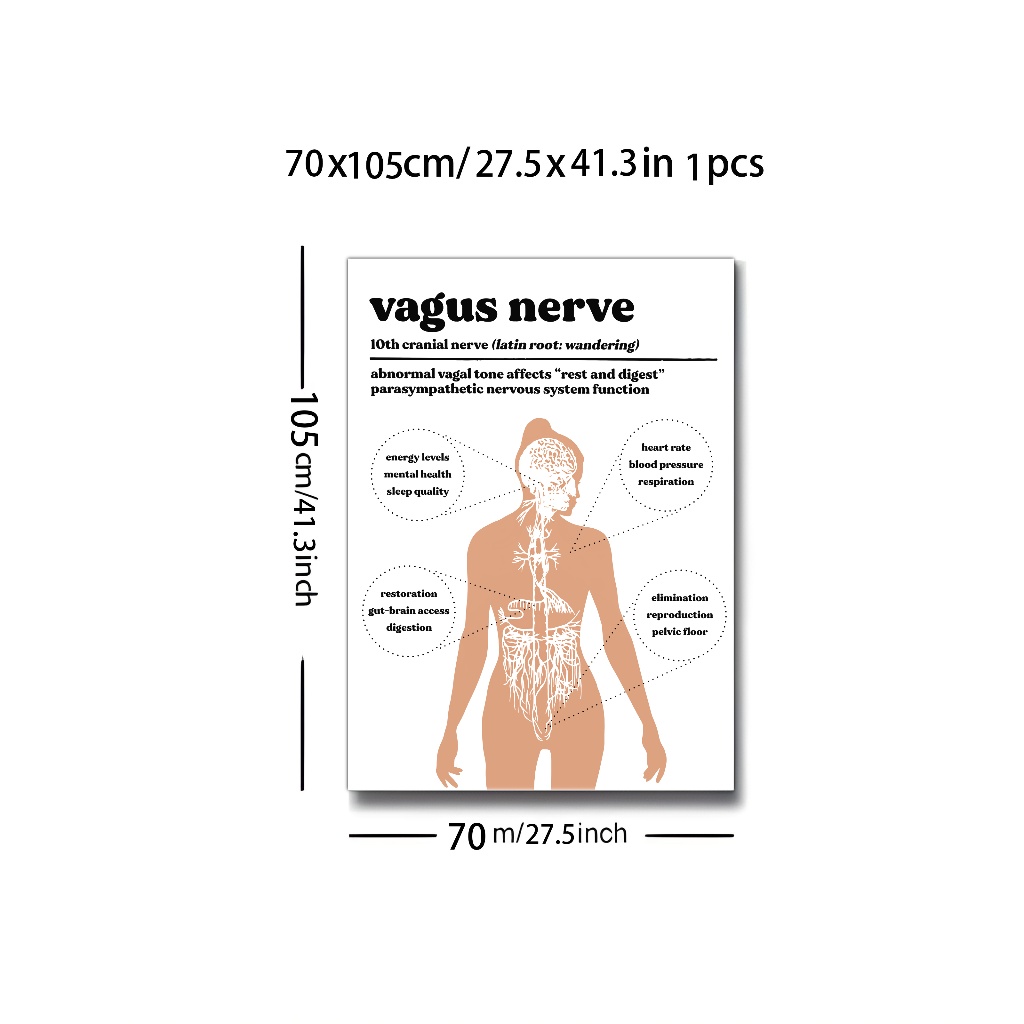 70x105cm/ 27.5x41.3in 1pcs
vagus nerve
10th cranial nerve (latin root: wandering)
abnormal vagal tone affects “rest and digest”
parasympathetic nervous system function
energy levels
mental health
sleep quality
heart rate
blood pressure
respiration
restoration
gut-brain access
digestion
elimination
reproduction
pelvic floor
105cm/41.3inch
70 m/27.5inch